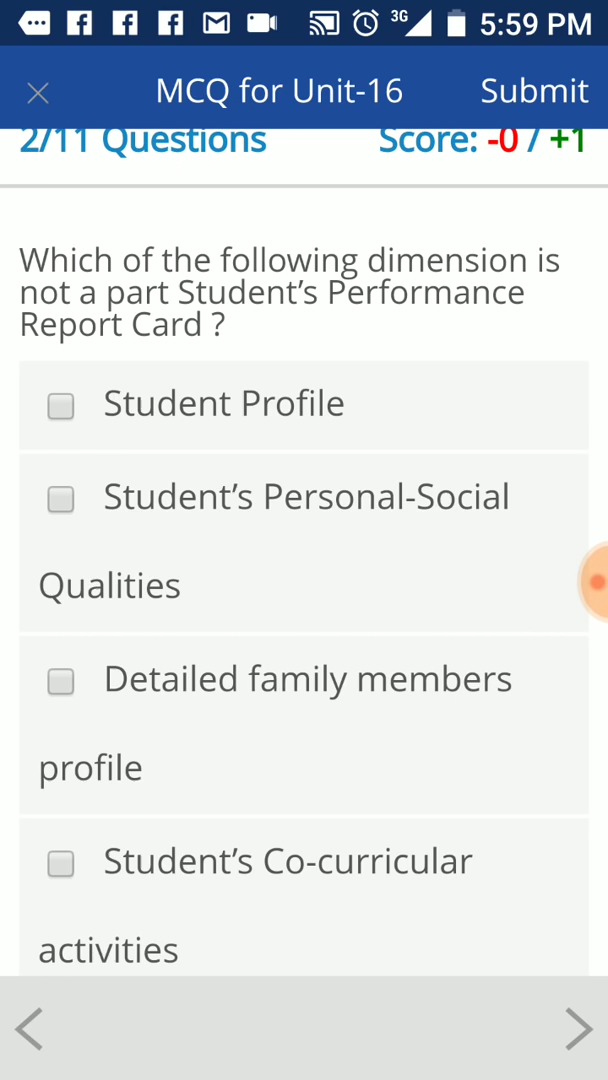 3G 5:59 PM
MCQ for Unit-16 Submit
2/11 Questions Score: -0 / +1
Which of the following dimension is
not a part Student’s Performance
Report Card ?
Student Profile
Student’s Personal-Social
Qualities
Detailed family members
profile
Student’s Co-curricular
activities